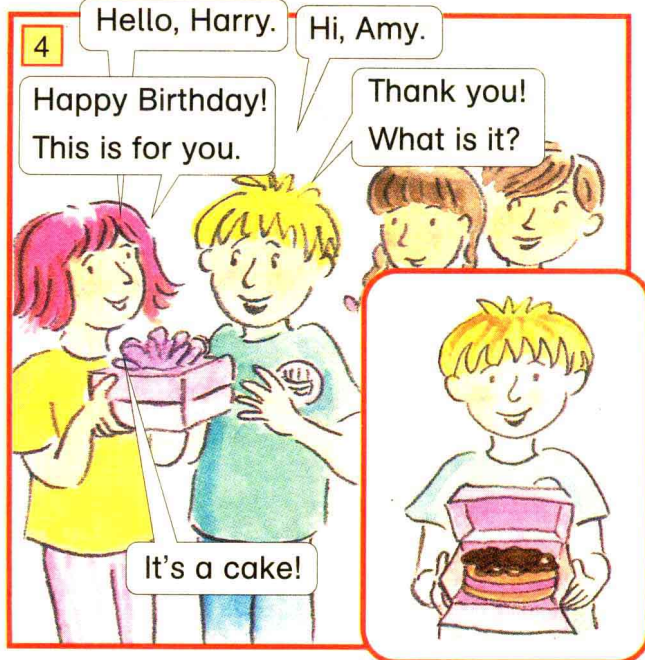 4
Hello, Harry.
Hi, Amy.
Happy Birthday!
This is for you.
Thank you!
What is it?
It's a cake!